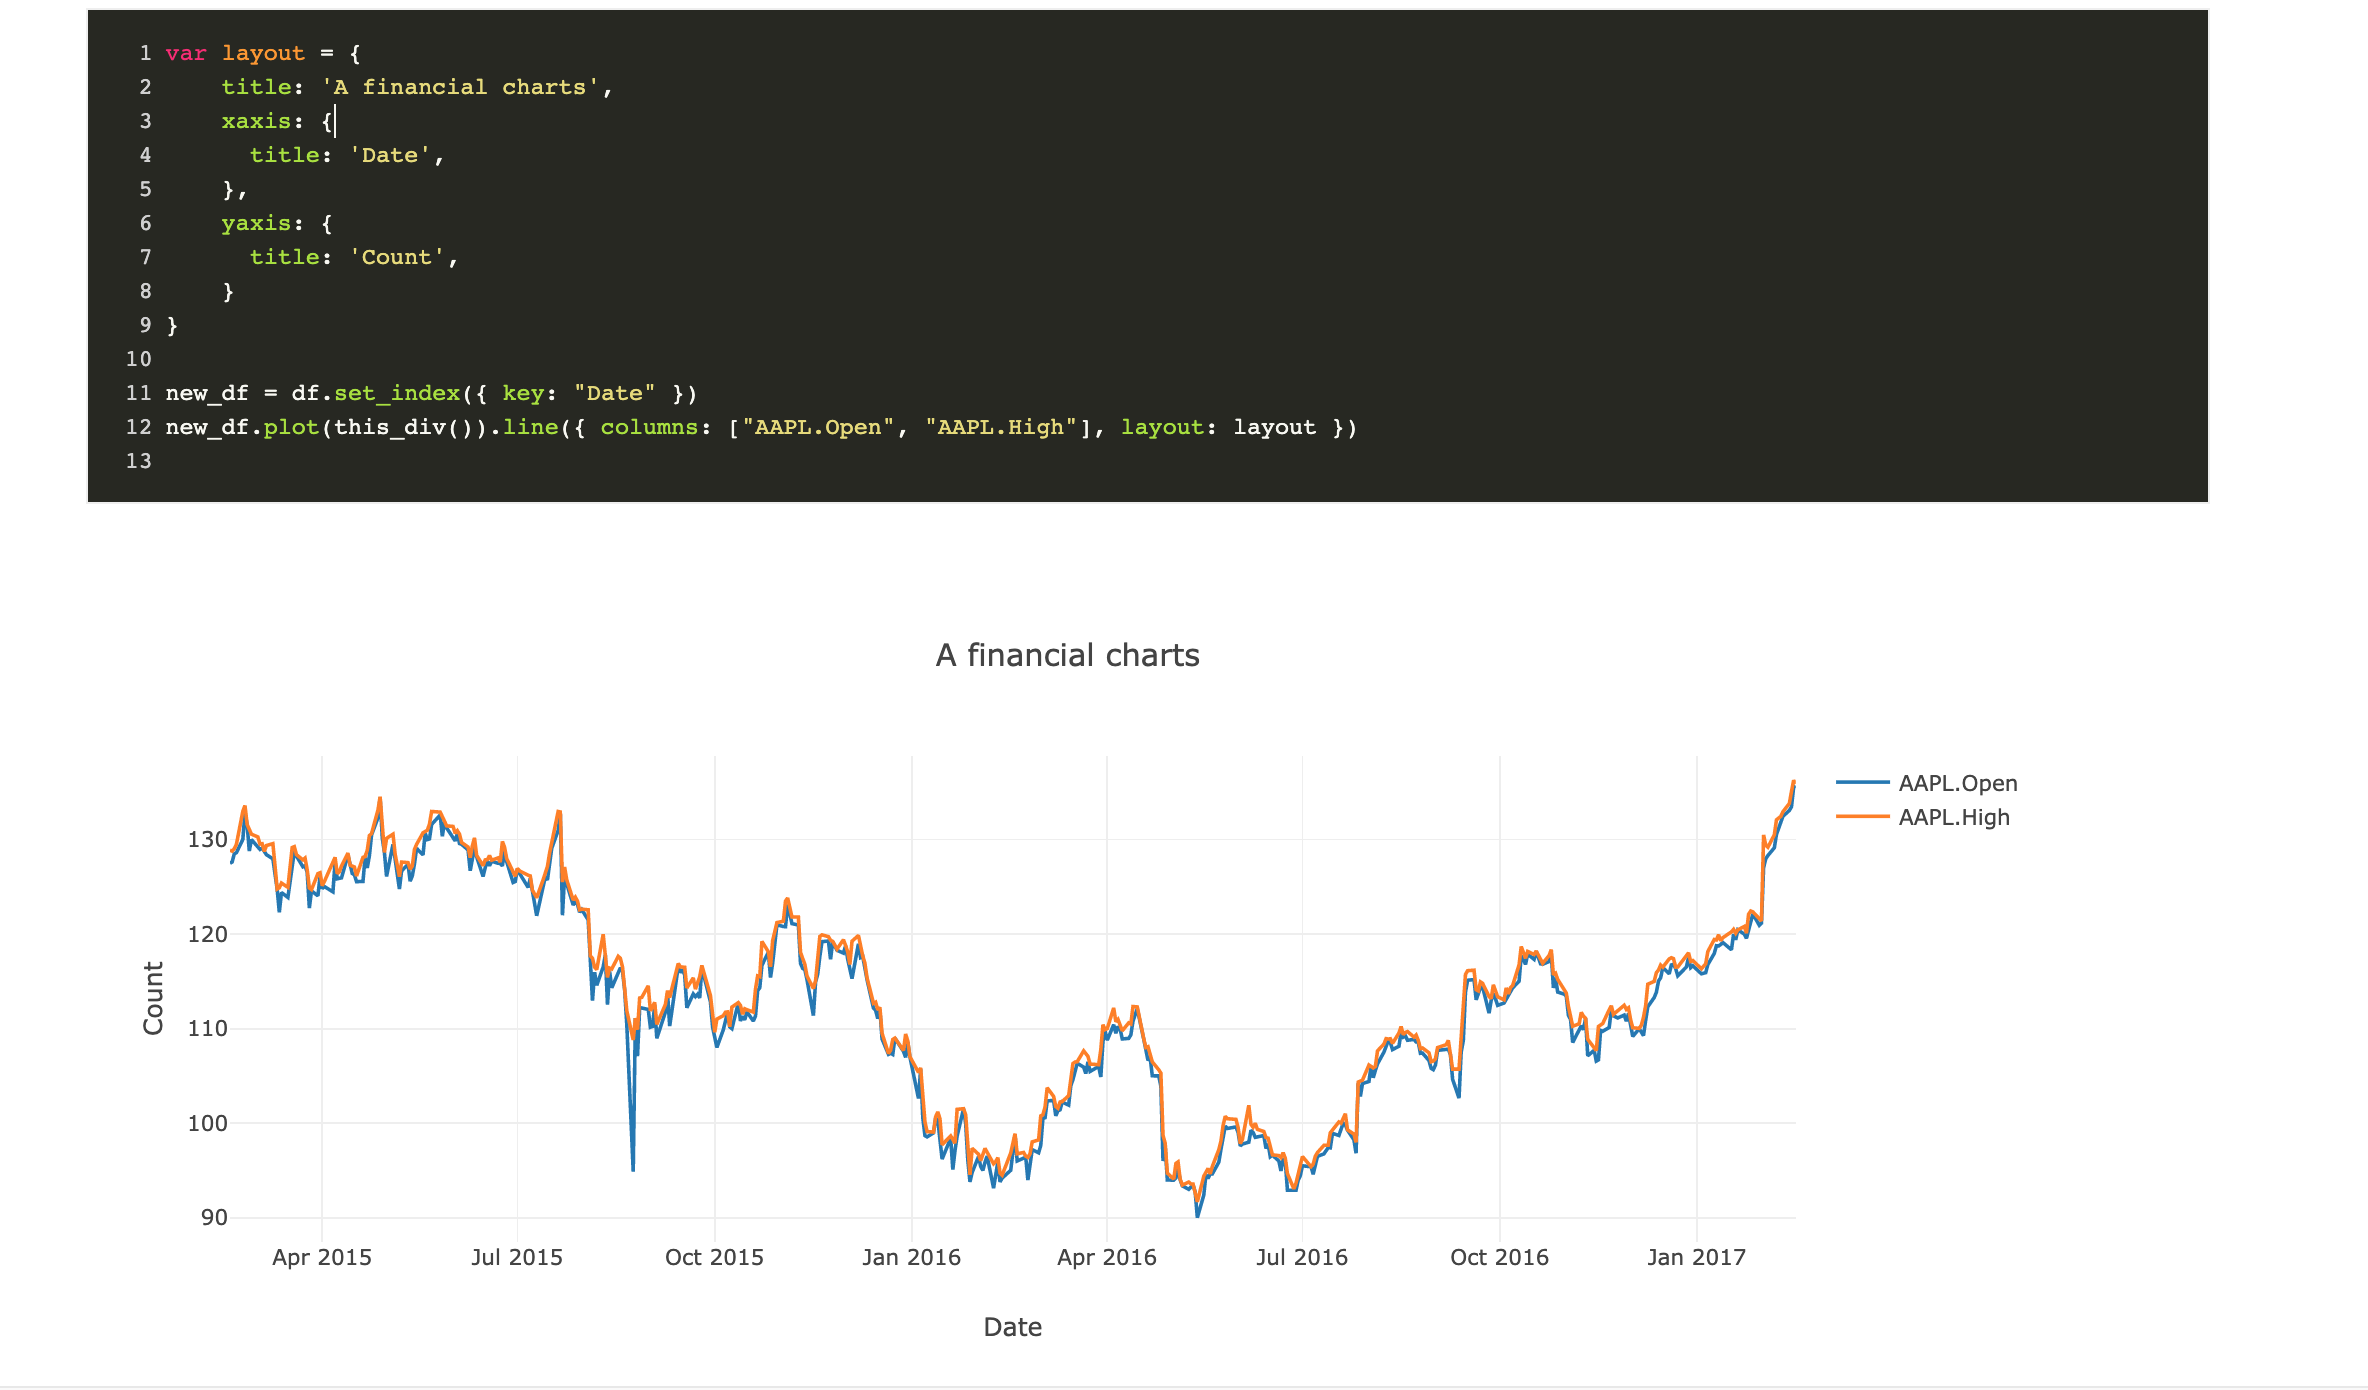 1 var layout = {
2     title: 'A financial charts',
3     xaxis: {
4       title: 'Date',
5     },
6     yaxis: {
7       title: 'Count',
8     }
9 }
10
11 new_df = df.set_index({ key: "Date" })
12 new_df.plot(this_div()).line({ columns: ["AAPL.Open", "AAPL.High"], layout: layout })
13
A financial charts
AAPL.Open
AAPL.High
130
120
110
100
90
Count
Apr 2015 Jul 2015 Oct 2015 Jan 2016 Apr 2016 Jul 2016 Oct 2016 Jan 2017
Date